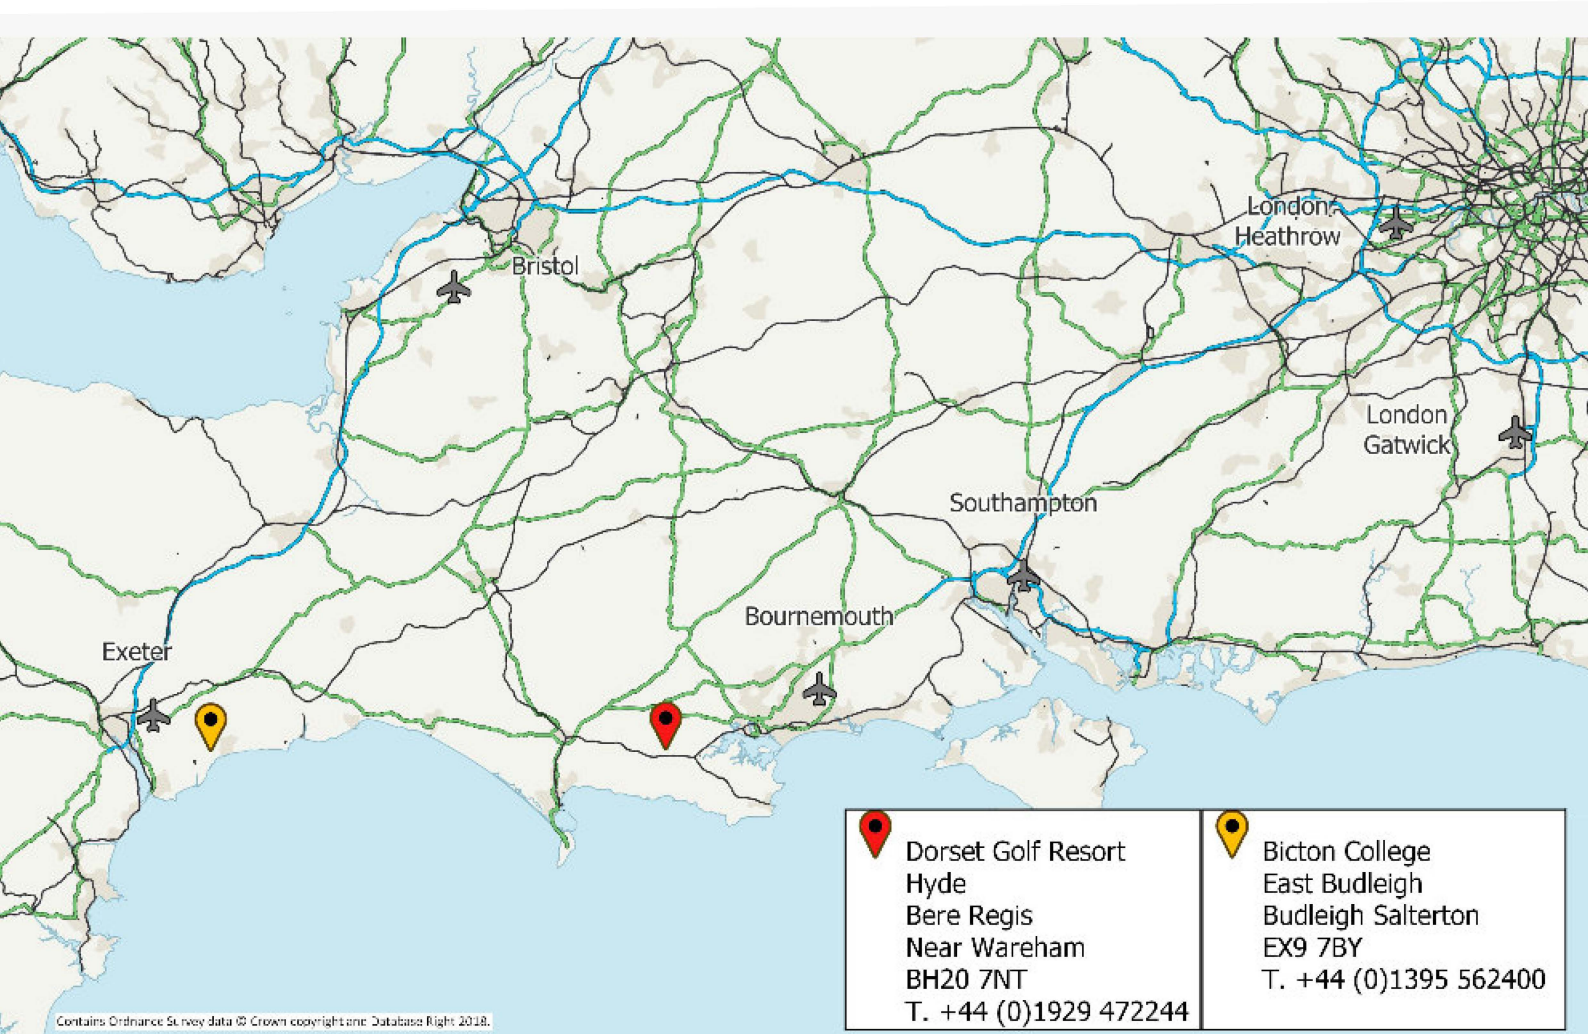 London
Heathrow
Bristol
London
Gatwick
Southampton
Bournemouth
Exeter
Dorset Golf Resort
Hyde
Bere Regis
Near Wareham
BH20 7NT
T. +44 (0)1929 472244
Bicton College
East Budleigh
Budleigh Salterton
EX9 7BY
T. +44 (0)1395 562400
Contains Ordnance Survey data © Crown copyright and Database Right 2018.